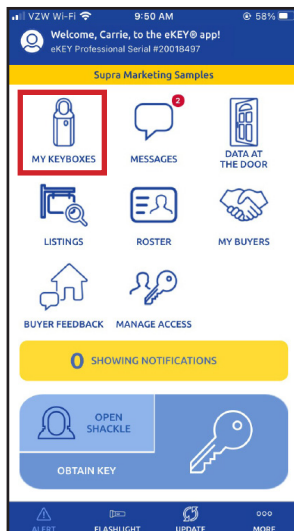 VZW Wi-Fi 9:50 AM 58%
Welcome, Carrie, to the eKEY® app!
eKEY Professional Serial #20018497
Supra Marketing Samples
2
MY KEYBOXES MESSAGES DATA AT
THE DOOR
LISTINGS ROSTER MY BUYERS
BUYER FEEDBACK MANAGE ACCESS
0 SHOWING NOTIFICATIONS
OPEN
SHACKLE
OBTAIN KEY
ALERT FLASHLIGHT UPDATE MORE